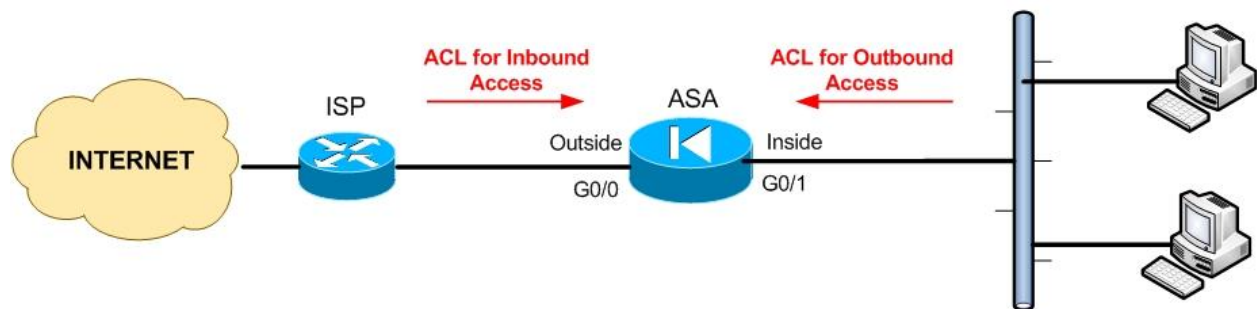 ACL for Inbound
Access
ACL for Outbound
Access
ISP
ASA
INTERNET
Outside
Inside
G0/0
G0/1